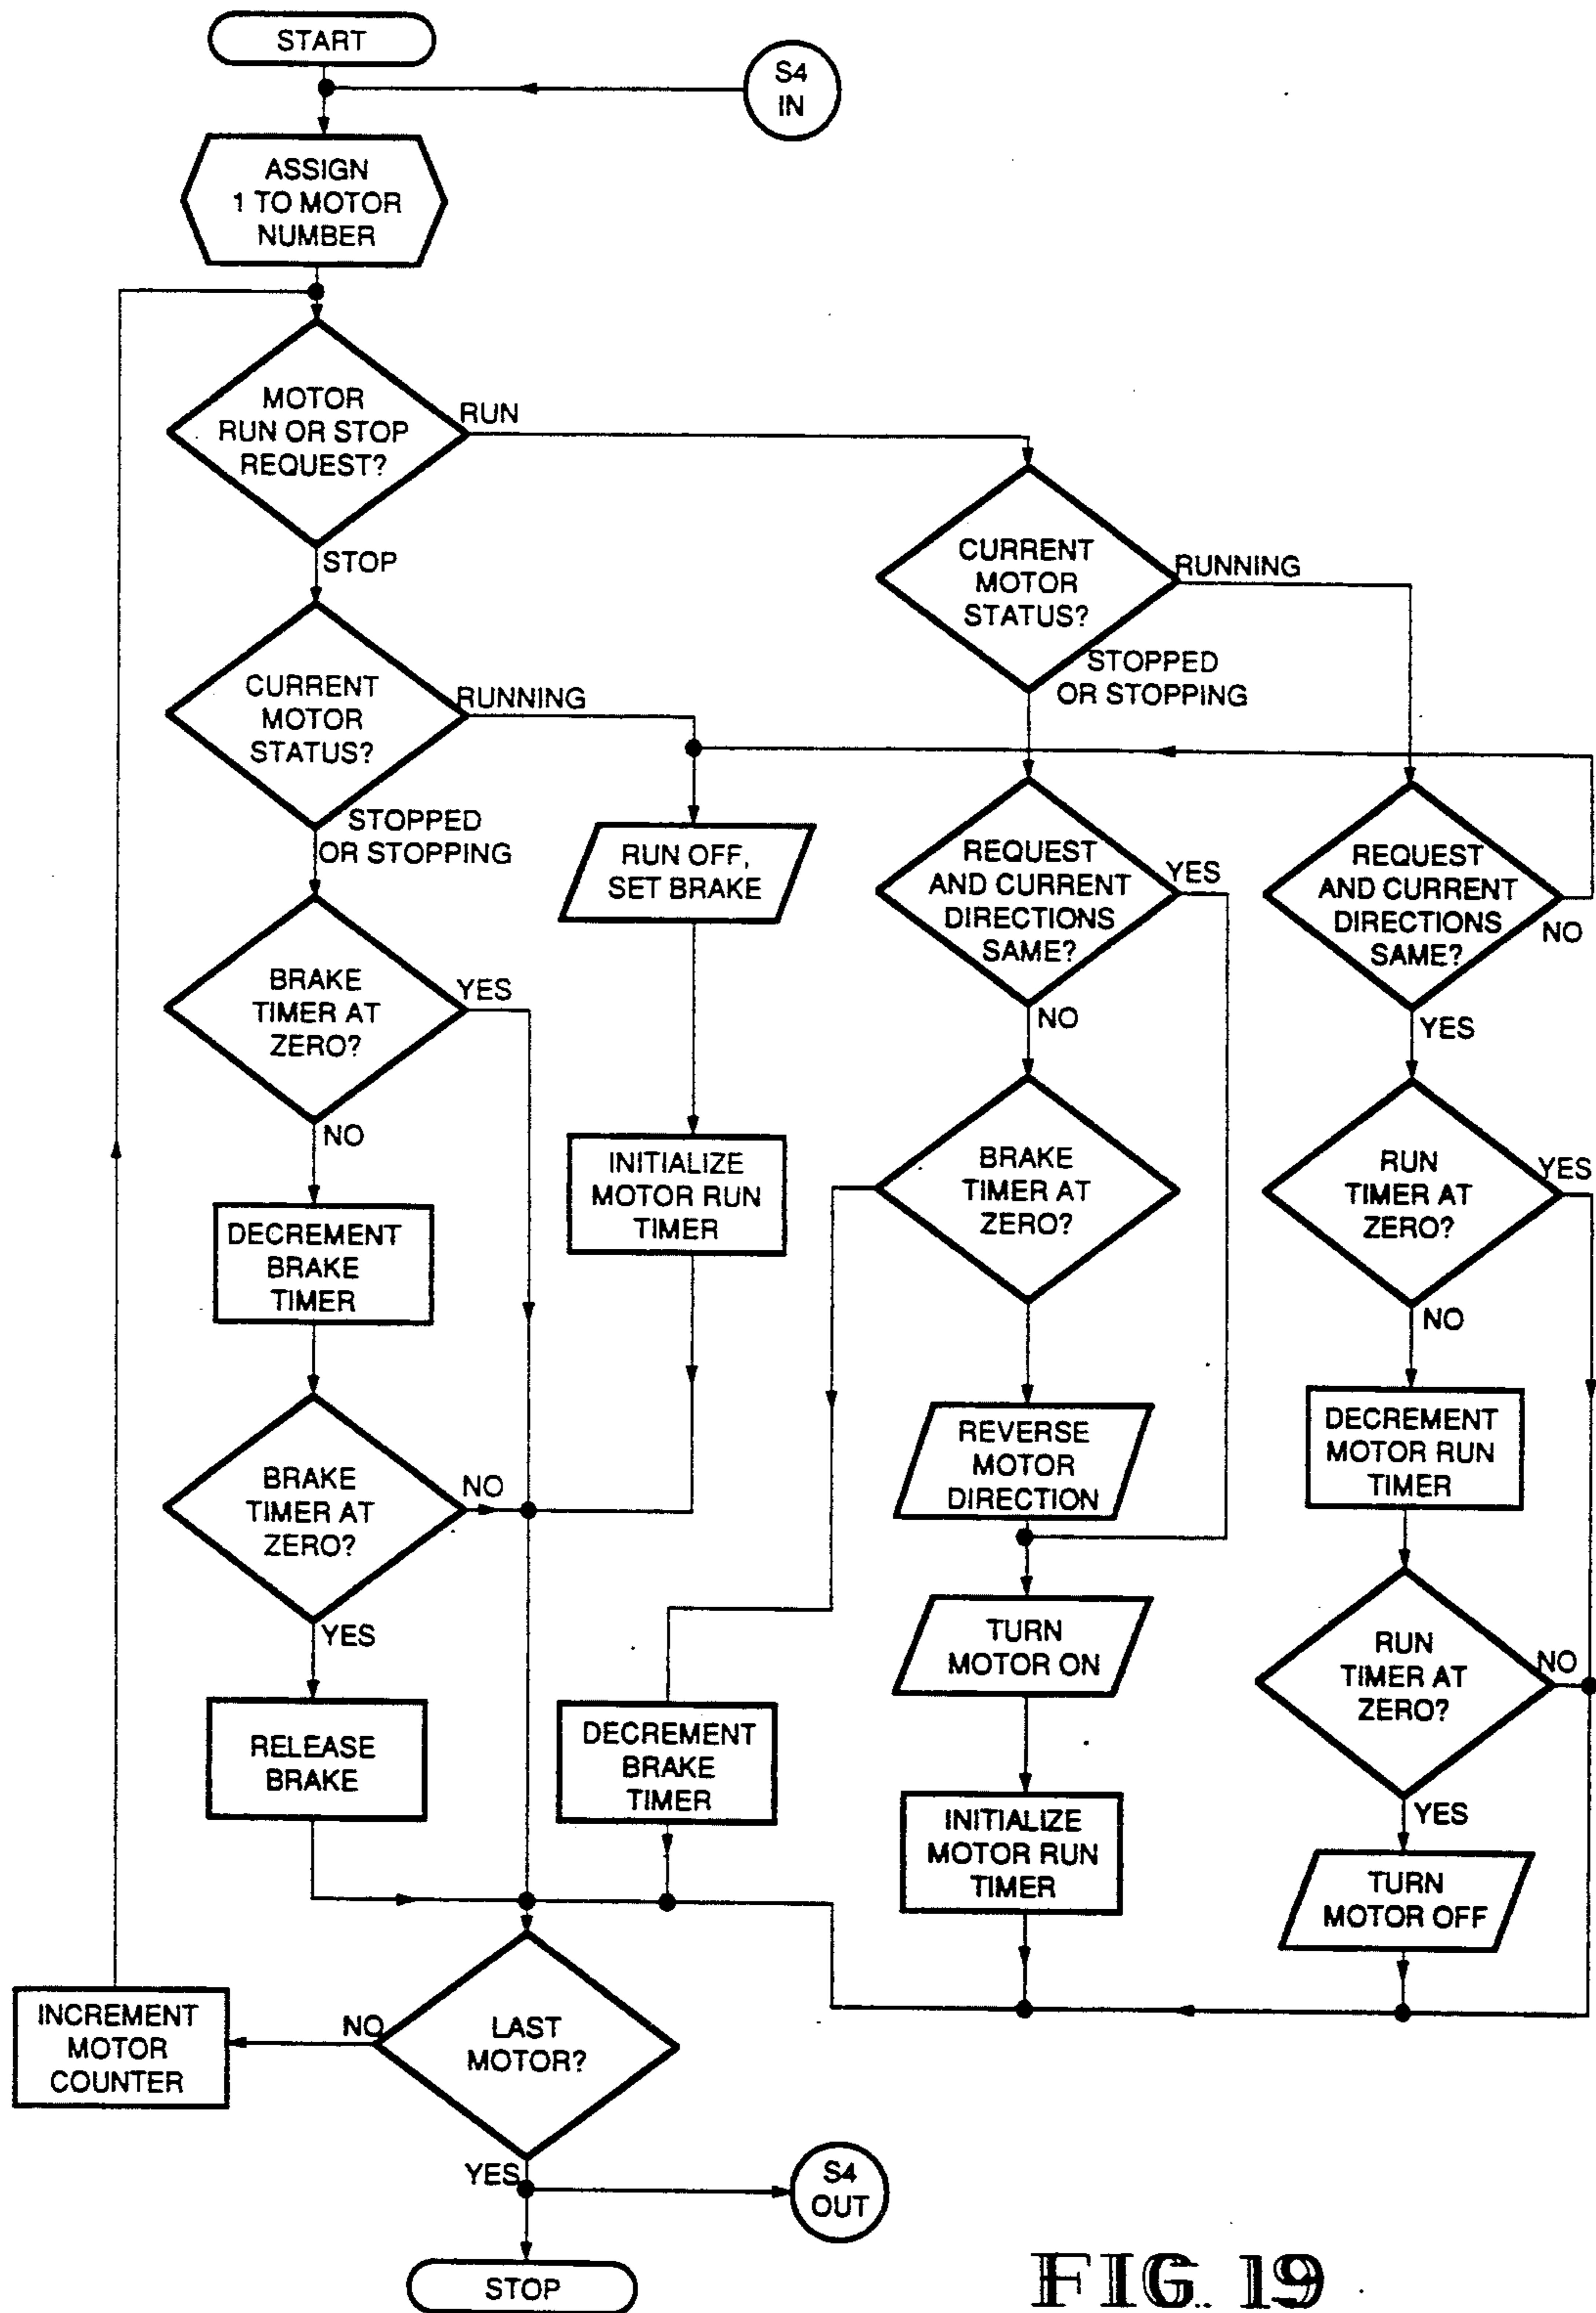 START
S4
IN
ASSIGN
1 TO MOTOR
NUMBER
MOTOR
RUN OR STOP
REQUEST?
RUN
STOP
CURRENT
MOTOR
STATUS?
RUNNING
STOPPED
OR STOPPING
CURRENT
MOTOR
STATUS?
RUNNING
STOPPED
OR STOPPING
RUN OFF,
SET BRAKE
REQUEST
AND CURRENT
DIRECTIONS
SAME?
YES
NO
REQUEST
AND CURRENT
DIRECTIONS
SAME?
NO
YES
BRAKE
TIMER AT
ZERO?
YES
NO
INITIALIZE
MOTOR RUN
TIMER
BRAKE
TIMER AT
ZERO?
RUN
TIMER AT
ZERO?
YES
NO
DECREMENT
BRAKE
TIMER
REVERSE
MOTOR
DIRECTION
DECREMENT
MOTOR RUN
TIMER
BRAKE
TIMER AT
ZERO?
NO
YES
TURN
MOTOR ON
RUN
TIMER AT
ZERO?
NO
YES
RELEASE
BRAKE
DECREMENT
BRAKE
TIMER
INITIALIZE
MOTOR RUN
TIMER
TURN
MOTOR OFF
INCREMENT
MOTOR
COUNTER
NO
LAST
MOTOR?
YES
S4
OUT
STOP
FIG. 19